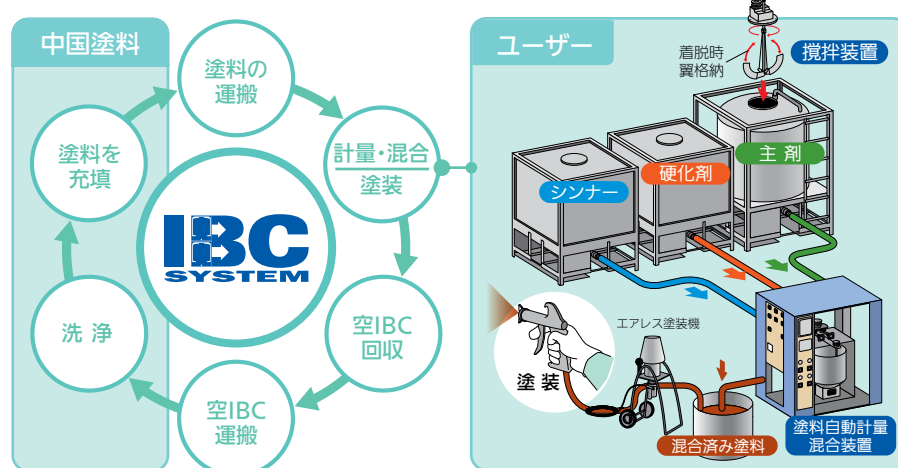 中国塗料
塗料の
運搬
計量・混合
塗装
空IBC
回収
空IBC
運搬
洗 浄
塗料を
充填
IBC
SYSTEM
ユーザー
着脱時
翼格納
撹拌装置
主 剤
硬化剤
シンナー
エアレス塗装機
塗 装
混合済み塗料
塗料自動計量
混合装置